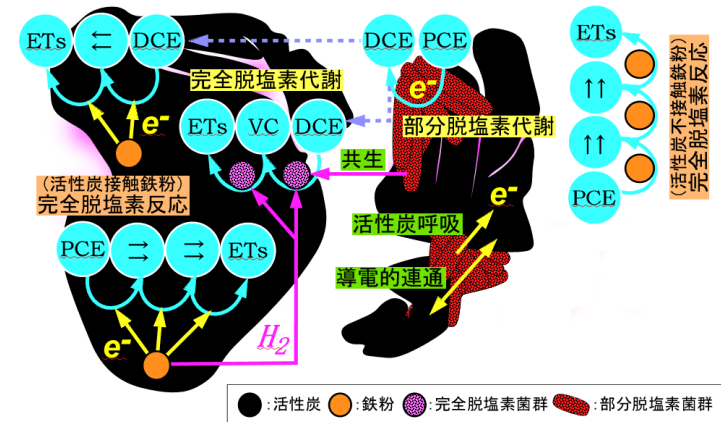 ETs
←
←
DCE
e-
完全脱塩素代謝
ETs
VC
DCE
(活性炭接触鉄粉)
完全脱塩素反応
PCE
→
→
→
→
ETs
e-
H2
DCE
PCE
e-
部分脱塩素代謝
共生
e-
活性炭呼吸
導電的連通
ETs
↑↑
↑↑
PCE
(活性炭不接触鉄粉)
完全脱塩素反応
:活性炭 :鉄粉 :完全脱塩素菌群 :部分脱塩素菌群